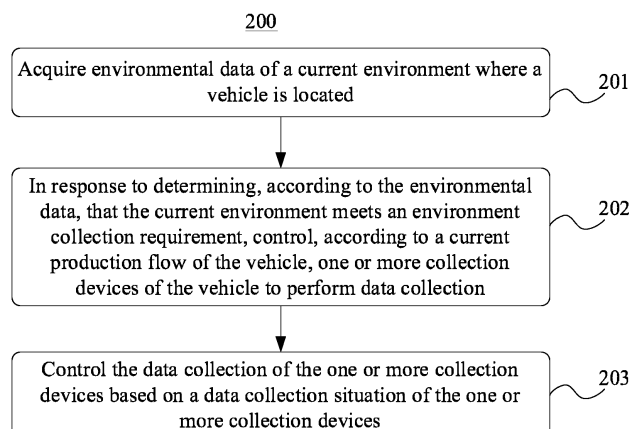 200
Acquire environmental data of a current environment where a
vehicle is located
201
In response to determining, according to the environmental
data, that the current environment meets an environment
collection requirement, control, according to a current
production flow of the vehicle, one or more collection
devices of the vehicle to perform data collection
202
Control the data collection of the one or more collection
devices based on a data collection situation of the one or
more collection devices
203